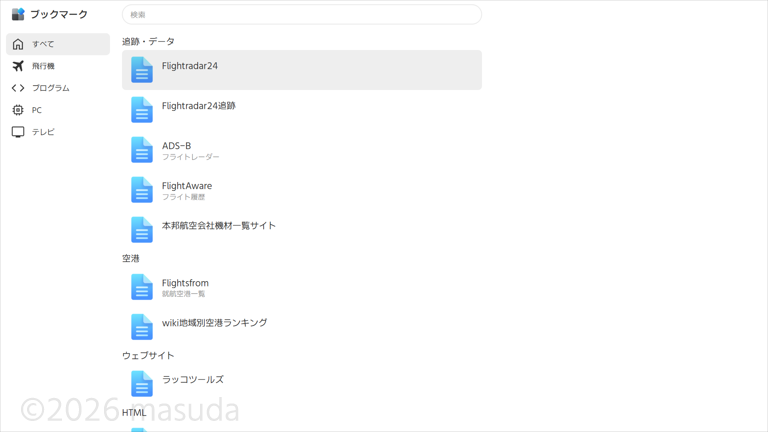 ブックマーク
検索
すべて
飛行機
プログラム
PC
テレビ
追跡・データ
Flightradar24
Flightradar24追跡
ADS-B
フライトレーダー
FlightAware
フライト履歴
本邦航空会社機材一覧サイト
空港
Flightsfrom
就航空港一覧
wiki地域別空港ランキング
ウェブサイト
ラッコツールズ
HTML
©2026 masuda